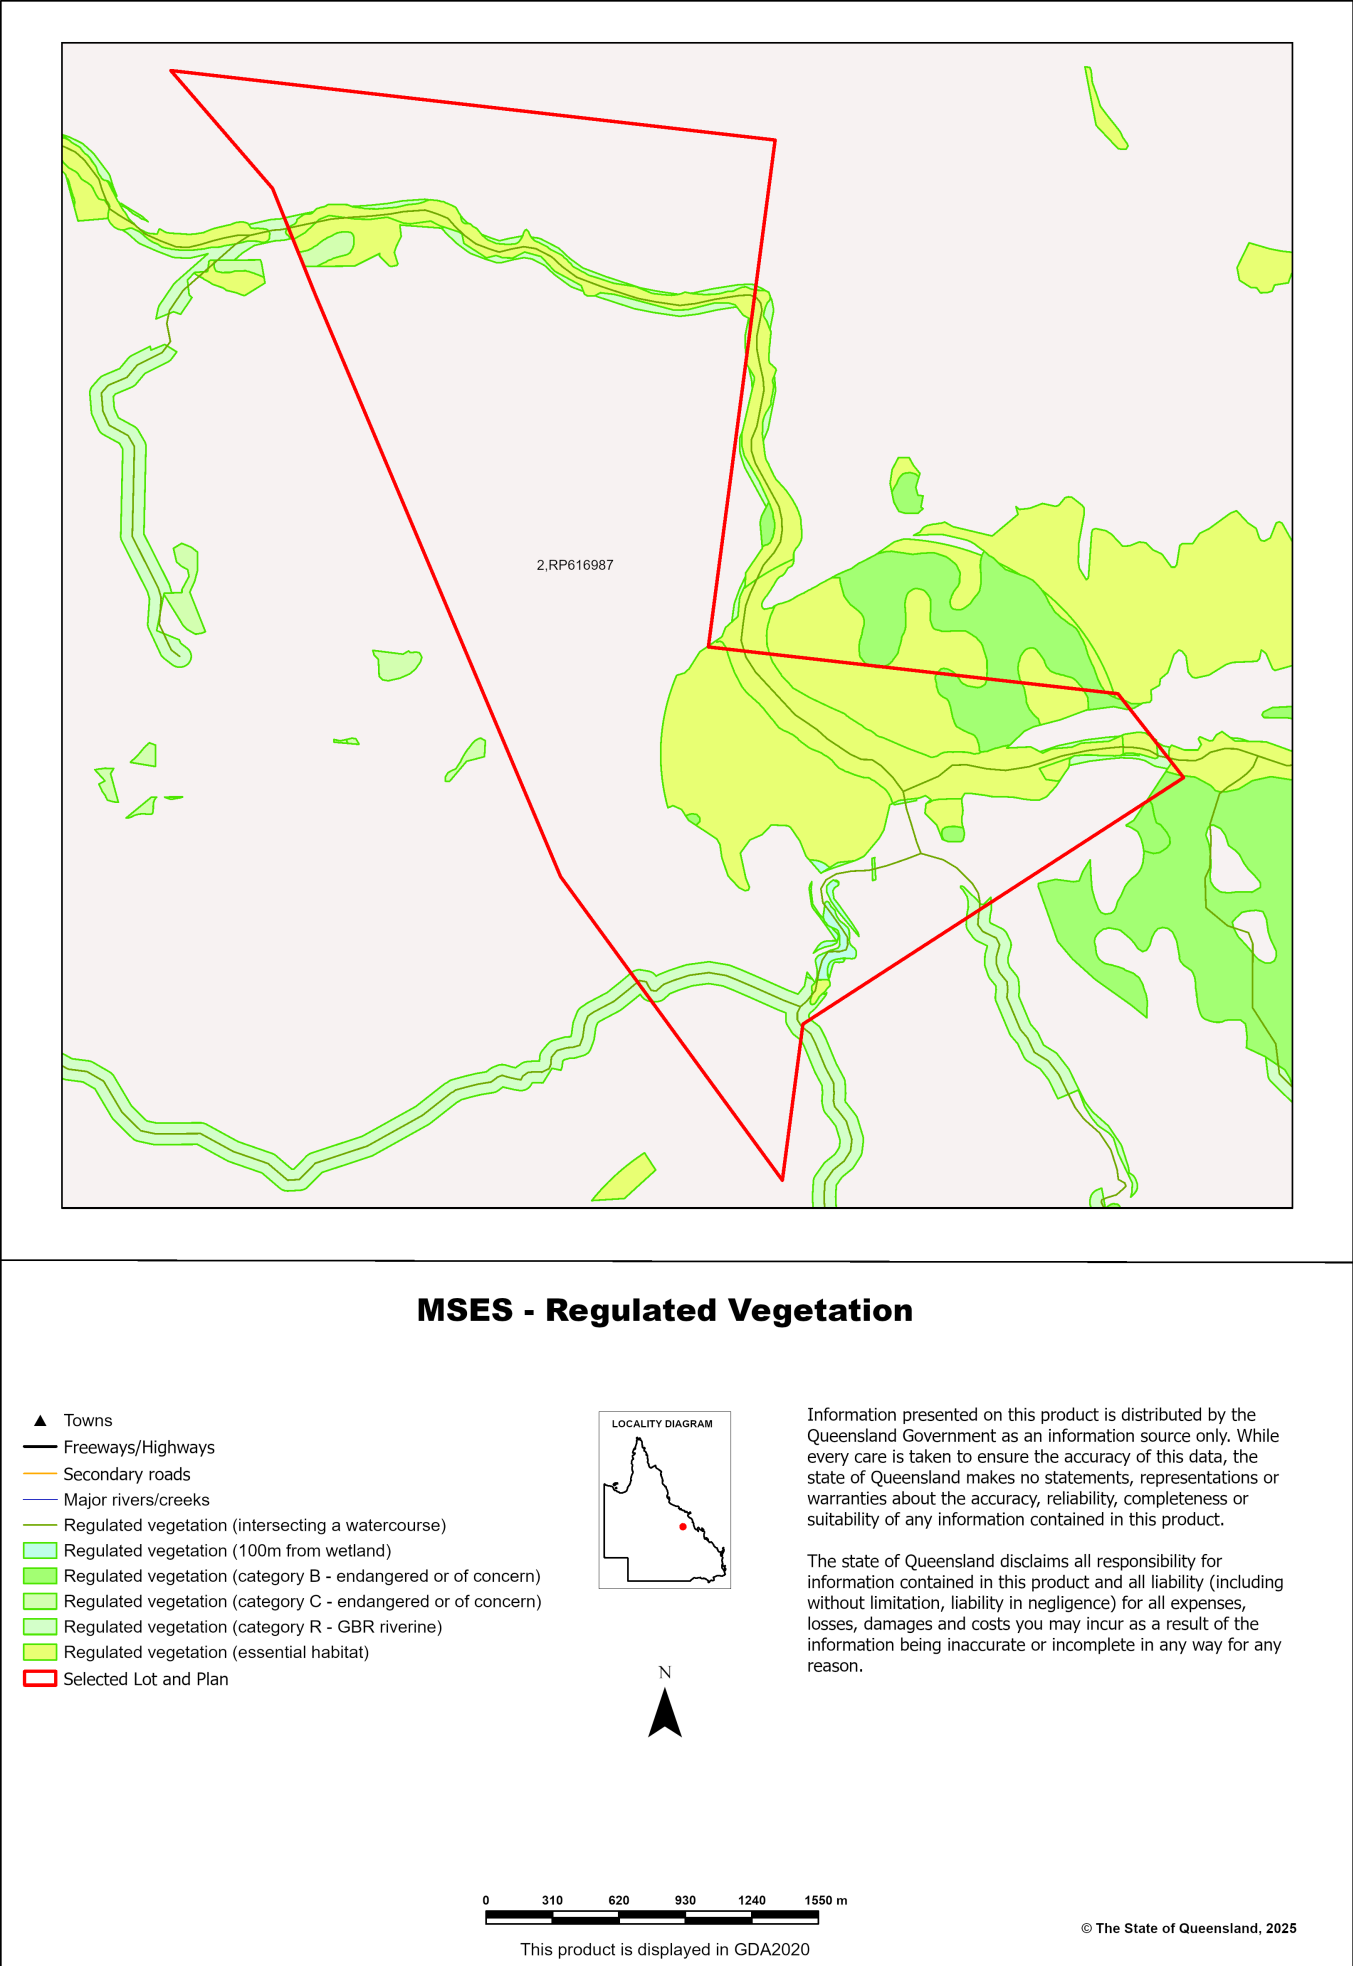 2,RP616987
MSES - Regulated Vegetation
Towns
Freeways/Highways
Secondary roads
Major rivers/creeks
Regulated vegetation (intersecting a watercourse)
Regulated vegetation (100m from wetland)
Regulated vegetation (category B - endangered or of concern)
Regulated vegetation (category C - endangered or of concern)
Regulated vegetation (category R - GBR riverine)
Regulated vegetation (essential habitat)
Selected Lot and Plan
LOCALITY DIAGRAM
N
Information presented on this product is distributed by the
Queensland Government as an information source only. While
every care is taken to ensure the accuracy of this data, the
state of Queensland makes no statements, representations or
warranties about the accuracy, reliability, completeness or
suitability of any information contained in this product.
The state of Queensland disclaims all responsibility for
information contained in this product and all liability (including
without limitation, liability in negligence) for all expenses,
losses, damages and costs you may incur as a result of the
information being inaccurate or incomplete in any way for any
reason.
0 310 620 930 1240 1550 m
This product is displayed in GDA2020
© The State of Queensland, 2025